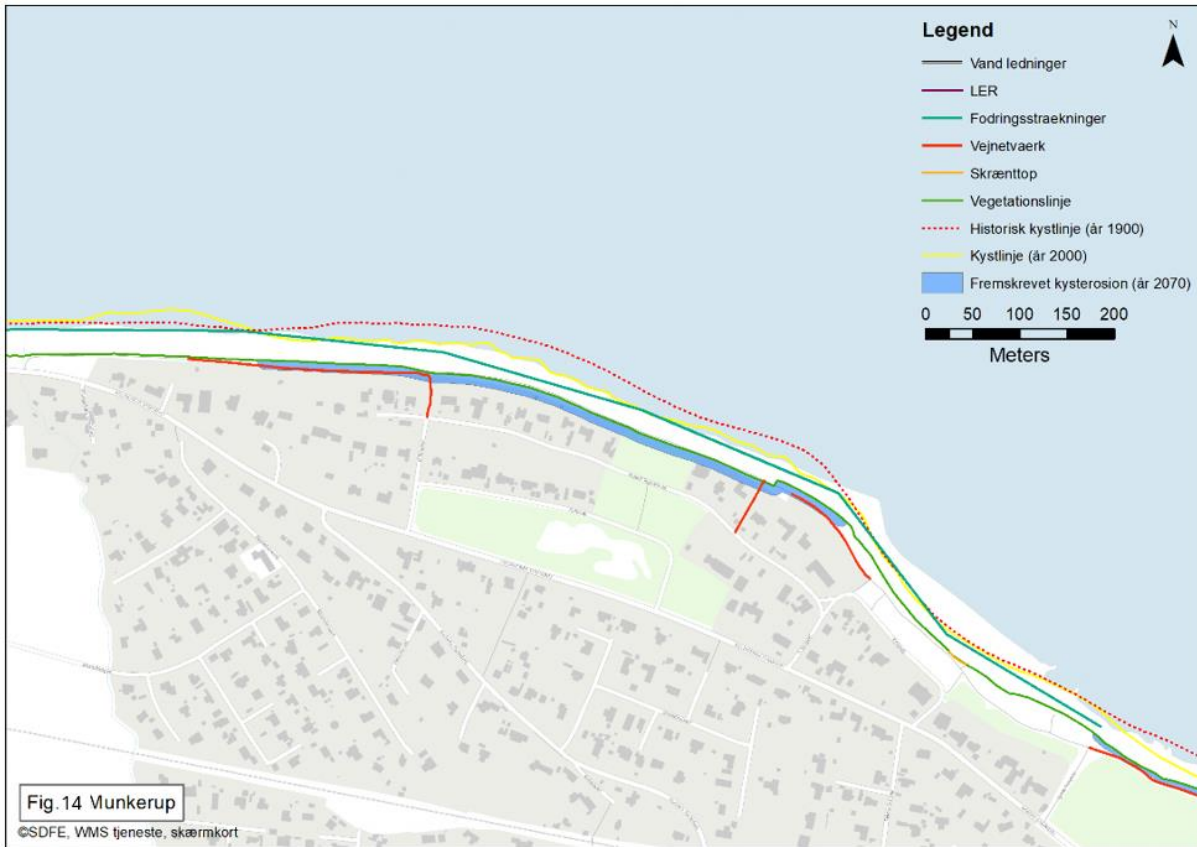 Legend
N
Vand ledninger
LER
Fodringsstraekninger
Vejnetvaerk
Skrænttop
Vegetationslinje
Historisk kystlinje (år 1900)
Kystlinje (år 2000)
Fremskrevet kysterosion (år 2070)
0 50 100 150 200
Meters
Fig.14 Munkerup
©SDFE, WMS tjeneste, skærmkort